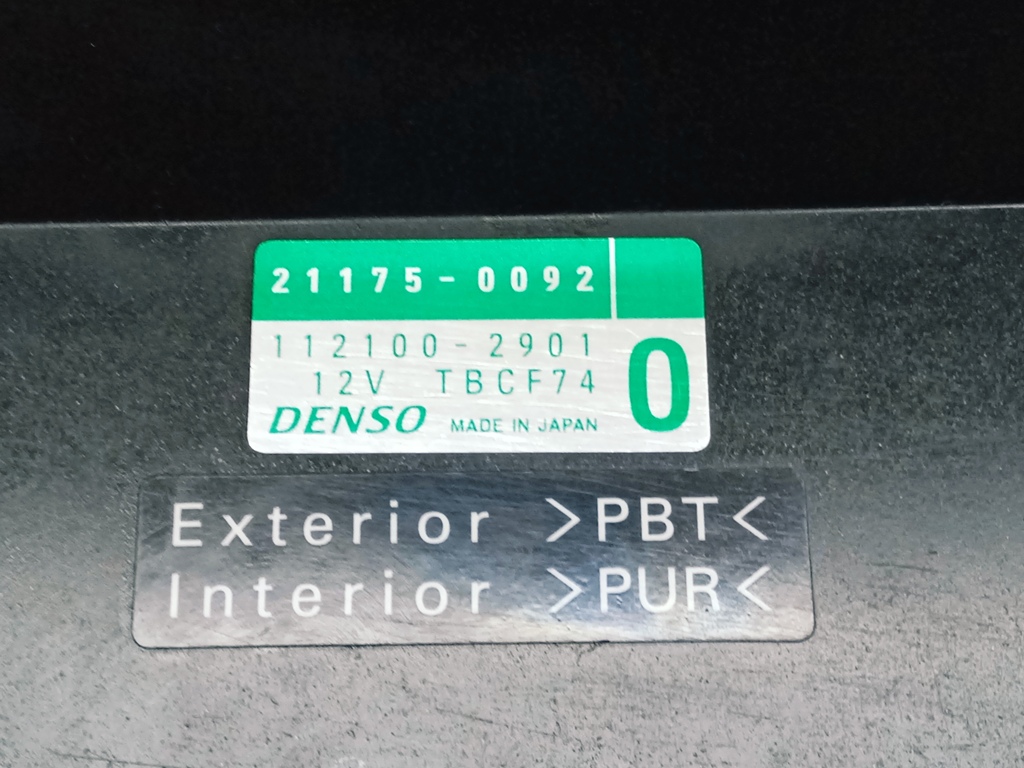 21175-0092
112100-2901
12V TBCF74
0
DENSO MADE IN JAPAN
Exterior >PBT<
Interior >PUR<